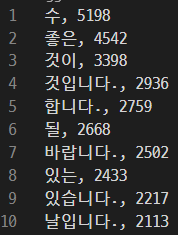 1 수, 5198
2 좋은, 4542
3 것이, 3398
4 것입니다., 2936
5 합니다., 2759
6 될, 2668
7 바랍니다., 2502
8 있는, 2433
9 있습니다., 2217
10 날입니다., 2113